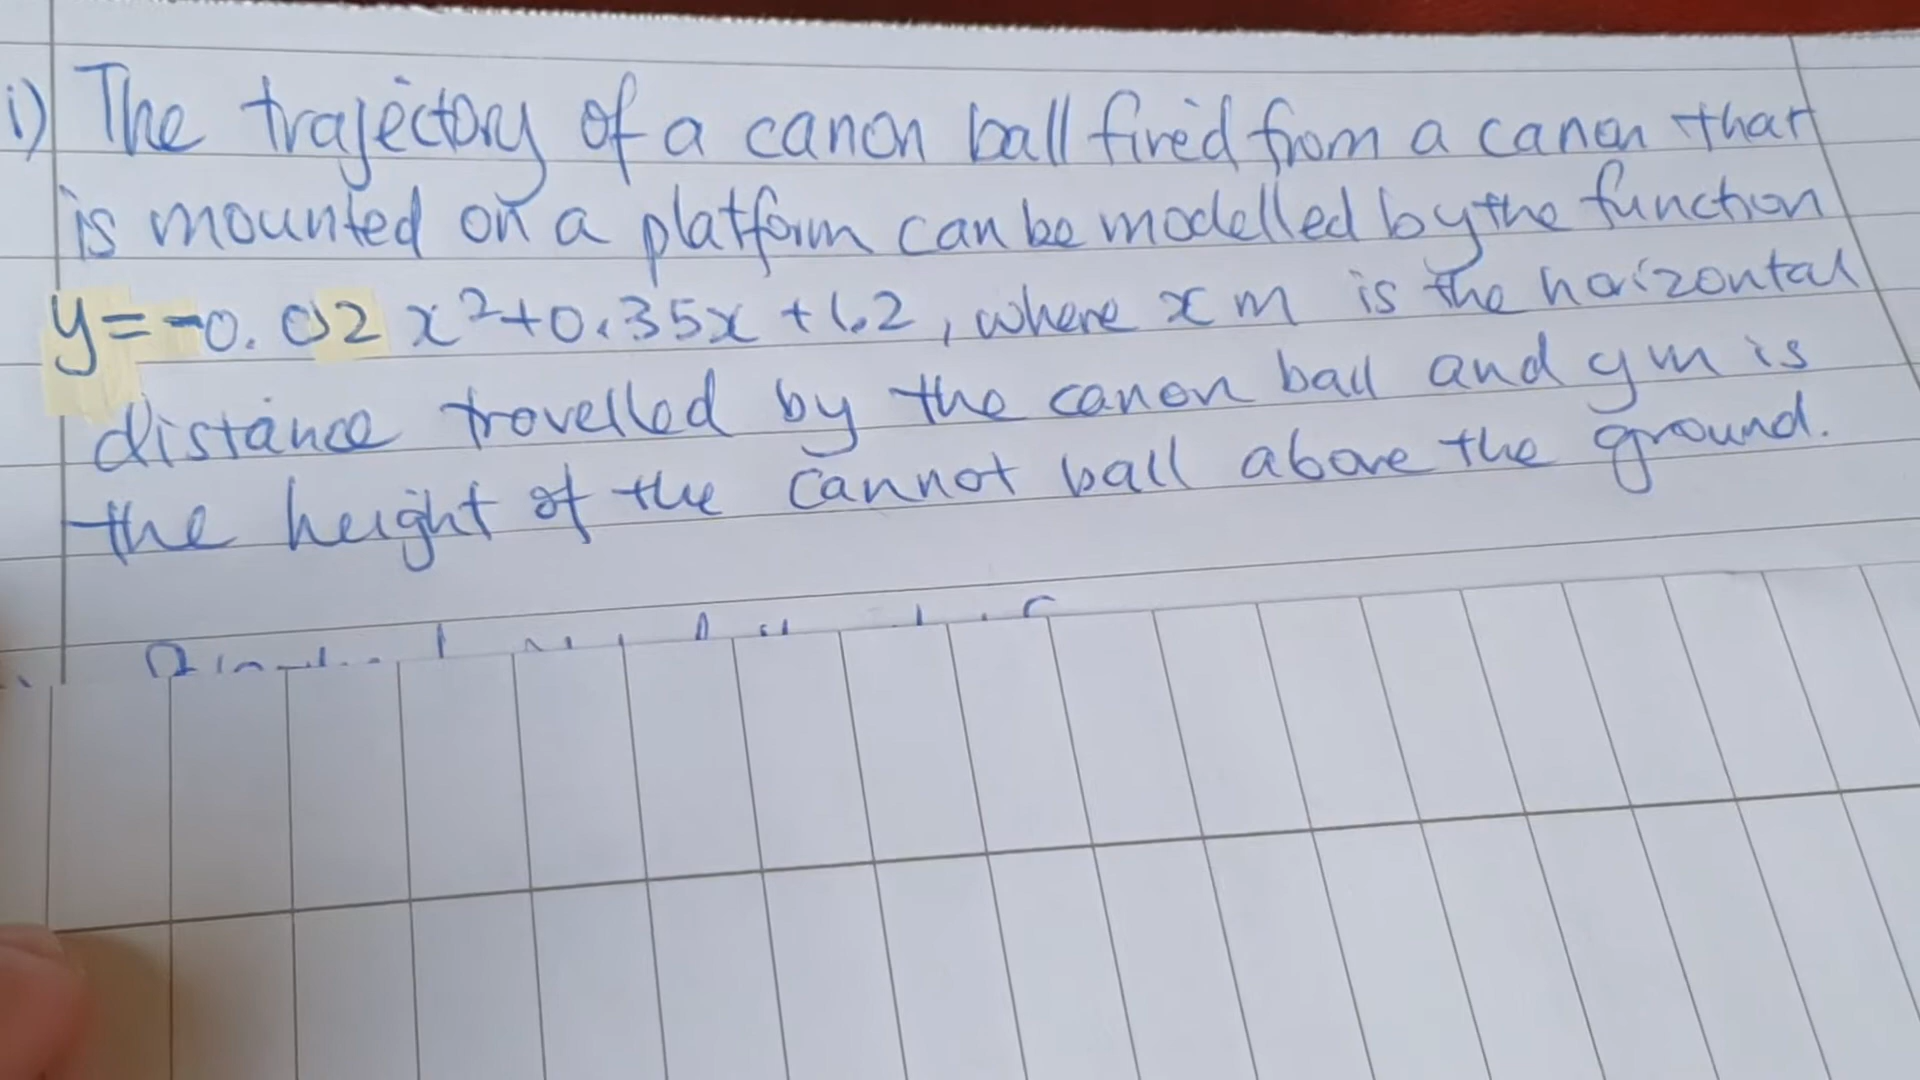 i) The trajectory of a canon ball fired from a canon that
is mounted on a platform can be modelled by the function
y=-0.02x²+0.35x+1.2, where x m is the horizontal
distance travelled by the canon ball and y m is
the height of the cannot ball above the ground.